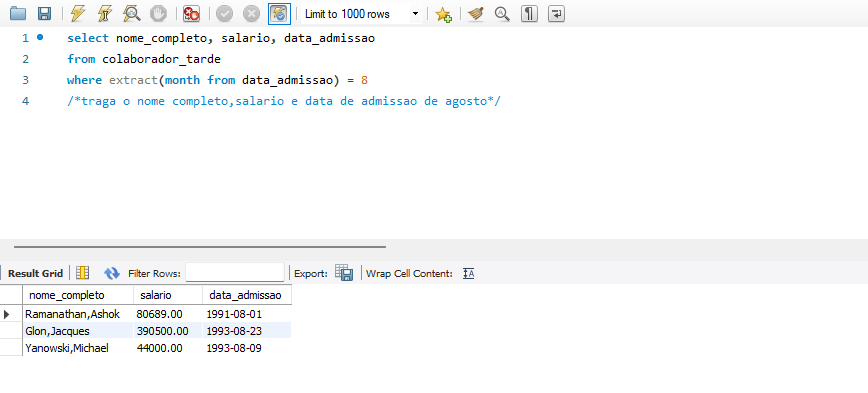 Limit to 1000 rows
1 select nome_completo, salario, data_admissao
2 from colaborador_tarde
3 where extract(month from data_admissao) = 8
4 /*traga o nome completo,salario e data de admissao de agosto*/
Result Grid Filter Rows: Export: Wrap Cell Content:
nome_completo salario data_admissao
Ramanathan,Ashok 80689.00 1991-08-01
Glon,Jacques 390500.00 1993-08-23
Yanowski,Michael 44000.00 1993-08-09